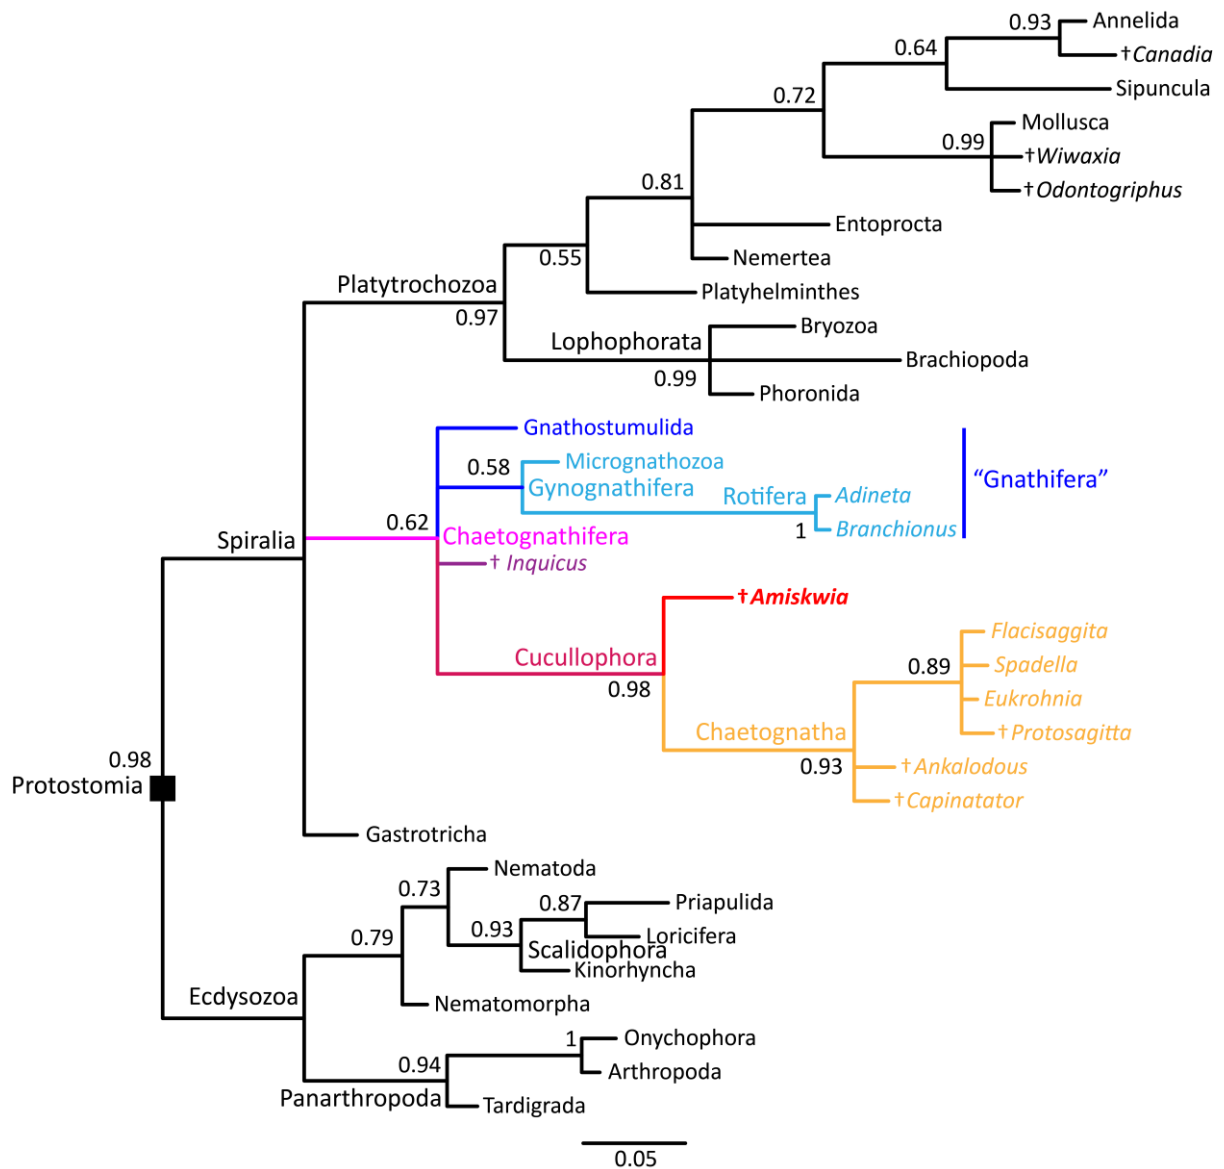 0.93
Annelida
†Canadia
0.64
Sipuncula
0.72
Mollusca
0.99
†Wiwaxia
†Odontogriphus
0.81
Entoprocta
0.55
Nemertea
Platyhelminthes
Platytrochozoa
0.97
Bryozoa
Lophophorata
Brachiopoda
0.99
Phoronida
Gnathostumulida
0.58
Micrognathozoa
Gynognathifera
Rotifera
Adineta
1
Branchionus
"Gnathifera"
Spiralia
0.62
Chaetognathifera
† Inquicus
†Amiskwia
Cucullophora
0.98
Flacisaggita
0.89
Spadella
Eukrohnia
†Protosagitta
Chaetognatha
0.93
†Ankalodous
†Capinatator
0.98
Protostomia
Gastrotricha
Nematoda
0.73
0.87
Priapulida
0.93
Loricifera
Scalidophora
Kinorhyncha
0.79
Nematomorpha
Ecdysozoa
1
Onychophora
Arthropoda
0.94
Panarthropoda
Tardigrada
0.05